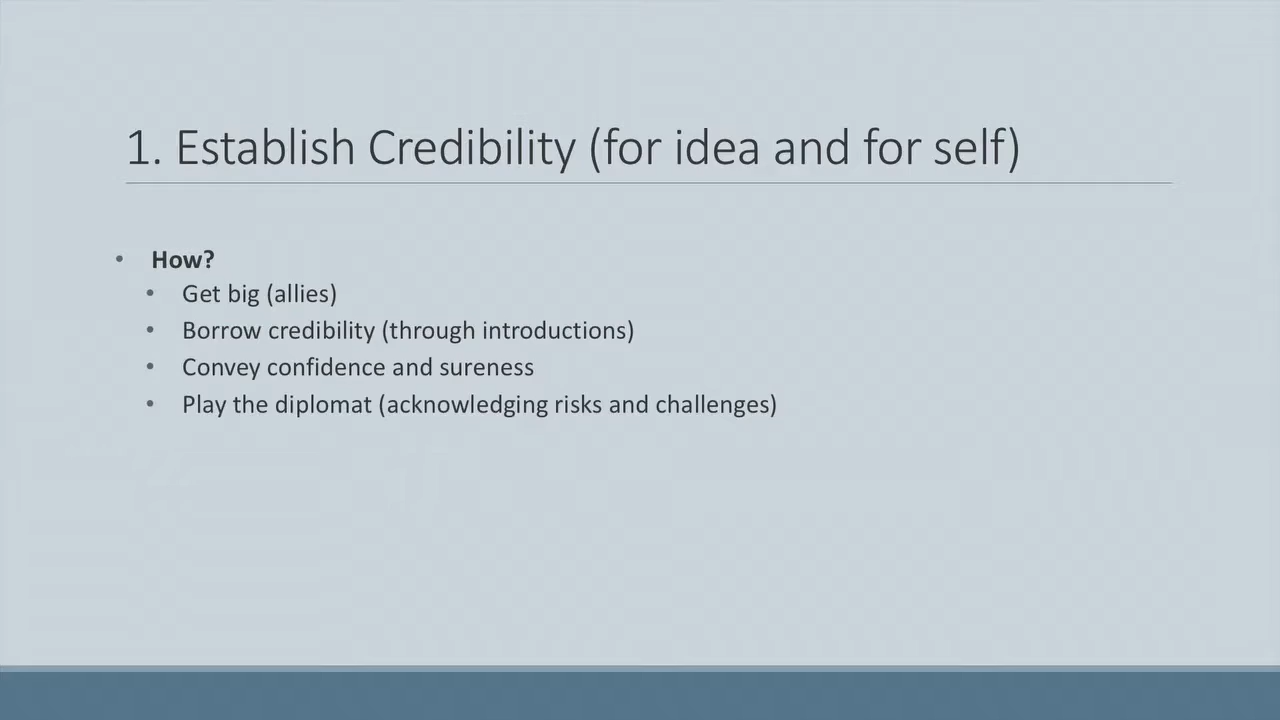 1. Establish Credibility (for idea and for self)
• How?
• Get big (allies)
• Borrow credibility (through introductions)
• Convey confidence and sureness
• Play the diplomat (acknowledging risks and challenges)